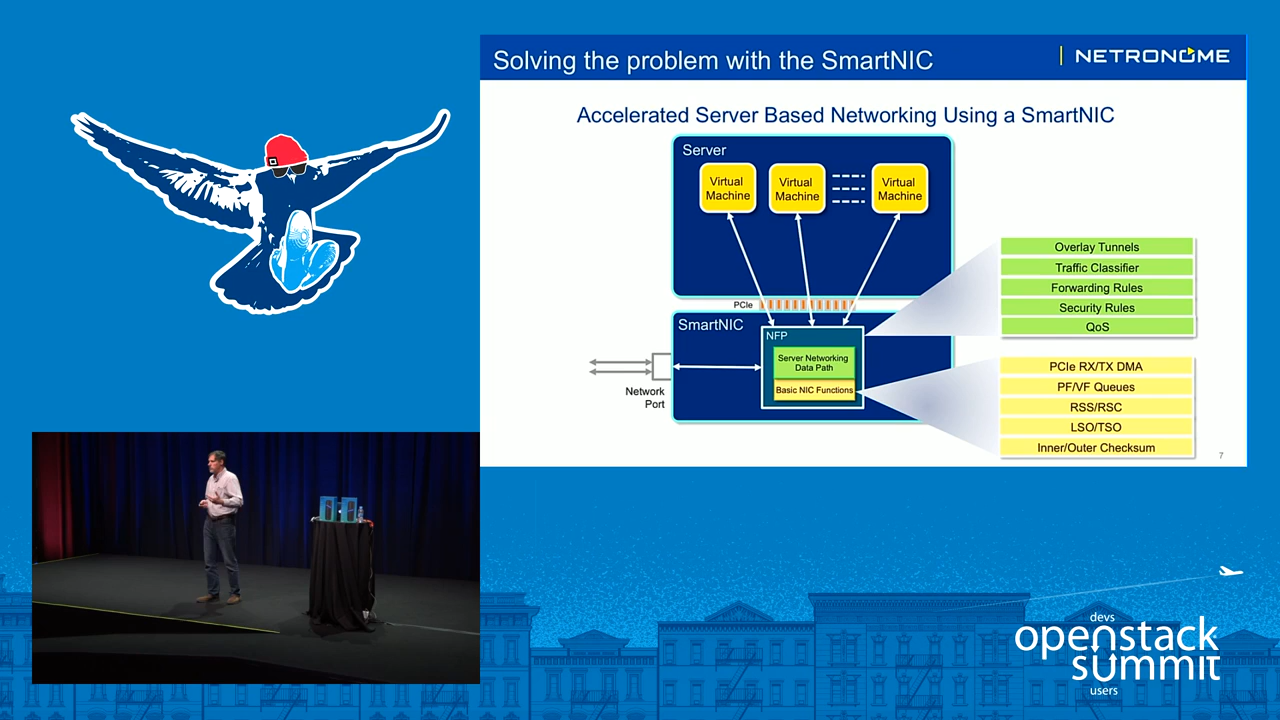 Solving the problem with the SmartNIC
NETRONOME
Accelerated Server Based Networking Using a SmartNIC
Server
Virtual
Machine
Virtual
Machine
Virtual
Machine
PCIe
SmartNIC
NFP
Server Networking
Data Path
Basic NIC Functions
Network
Port
Overlay Tunnels
Traffic Classifier
Forwarding Rules
Security Rules
QoS
PCIe RX/TX DMA
PF/VF Queues
RSS/RSC
LSO/TSO
Inner/Outer Checksum
7
devs
openstack
summit
users